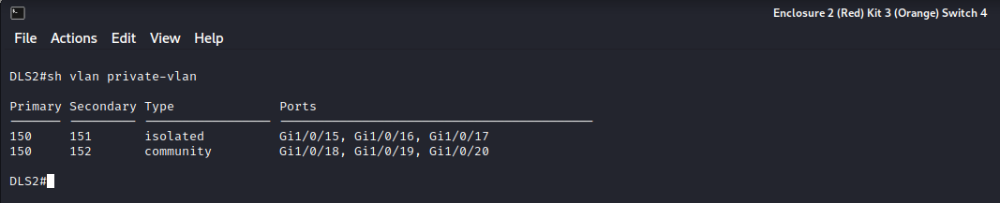 Enclosure 2 (Red) Kit 3 (Orange) Switch 4
File Actions Edit View Help
DLS2#sh vlan private-vlan
Primary Secondary Type Ports
------- --------- ----------------- ------------------------------------------
150 151 isolated Gi1/0/15, Gi1/0/16, Gi1/0/17
150 152 community Gi1/0/18, Gi1/0/19, Gi1/0/20
DLS2#